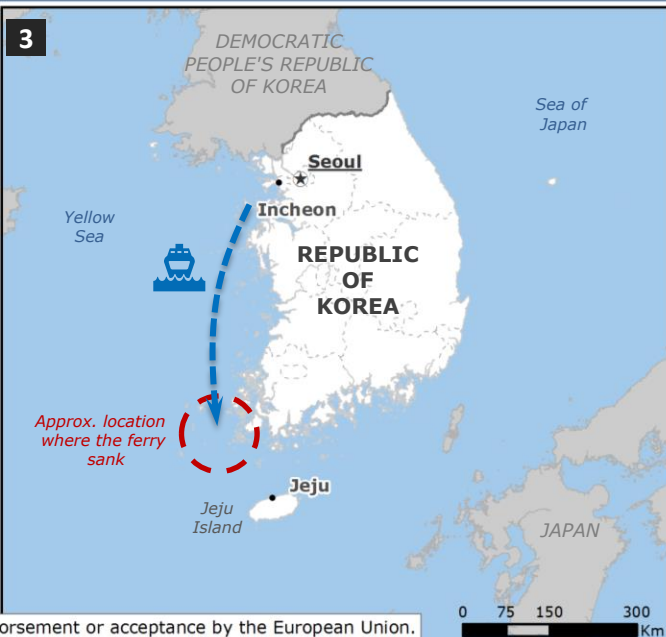 3
DEMOCRATIC
PEOPLE'S REPUBLIC
OF KOREA
Sea of
Japan
Seoul
Yellow
Sea
Incheon
REPUBLIC
OF
KOREA
Approx. location
where the ferry
sank
Jeju
Jeju
Island
JAPAN
orsement or acceptance by the European Union.
0 75 150 300
Km